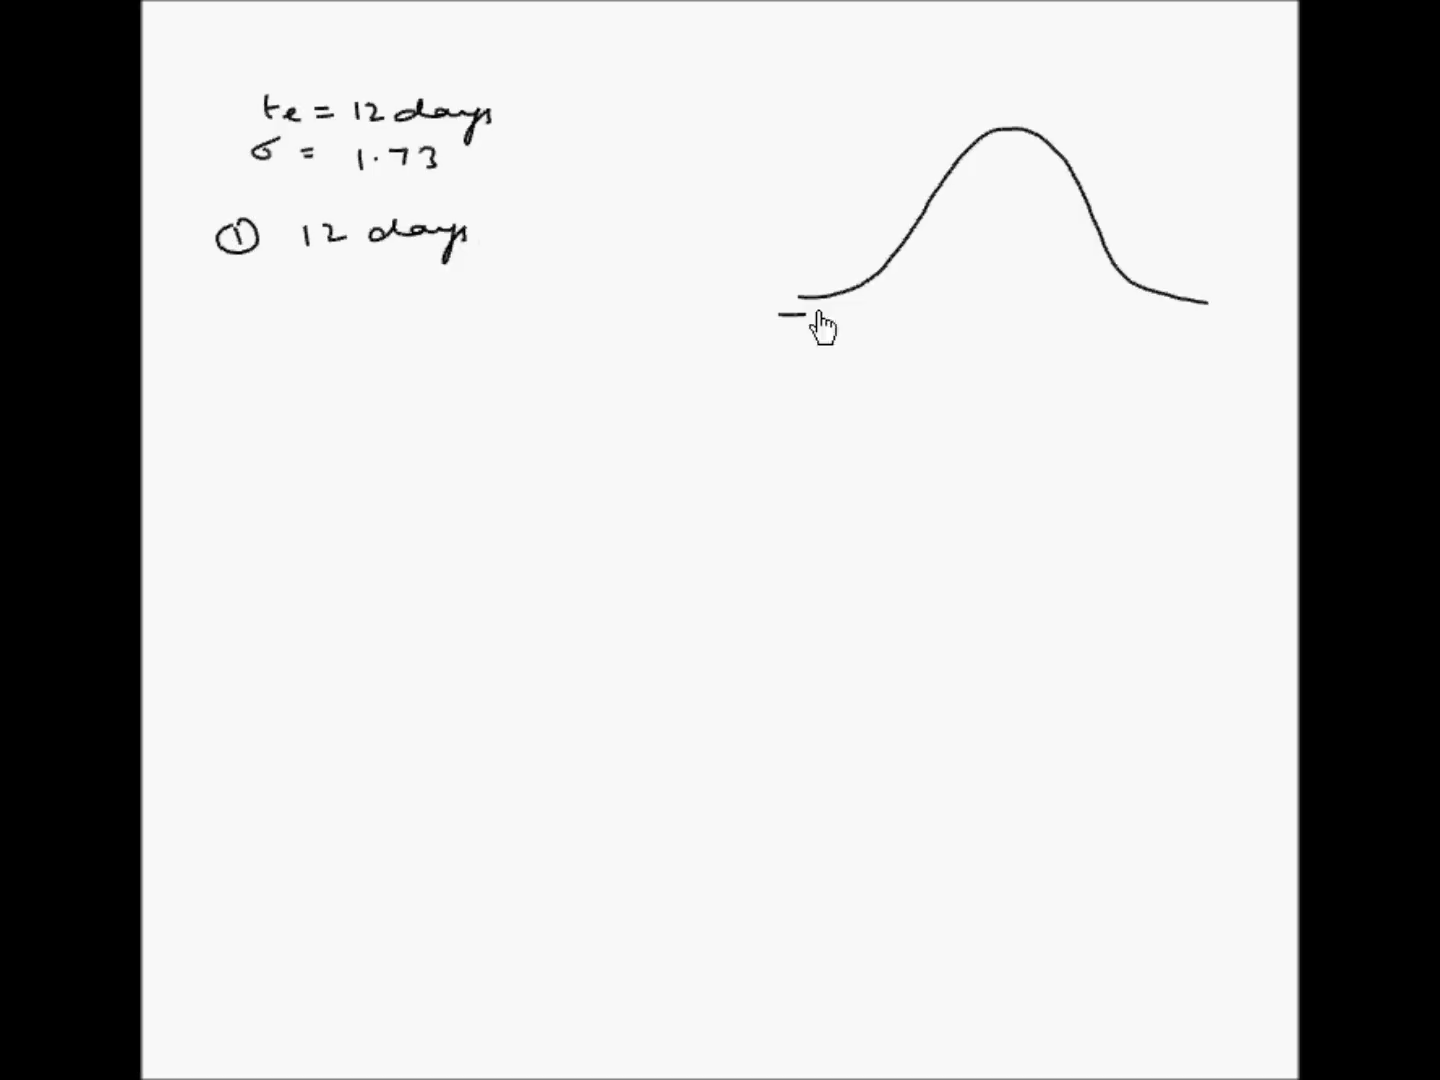 te = 12 days
σ = 1.73
① 12 days